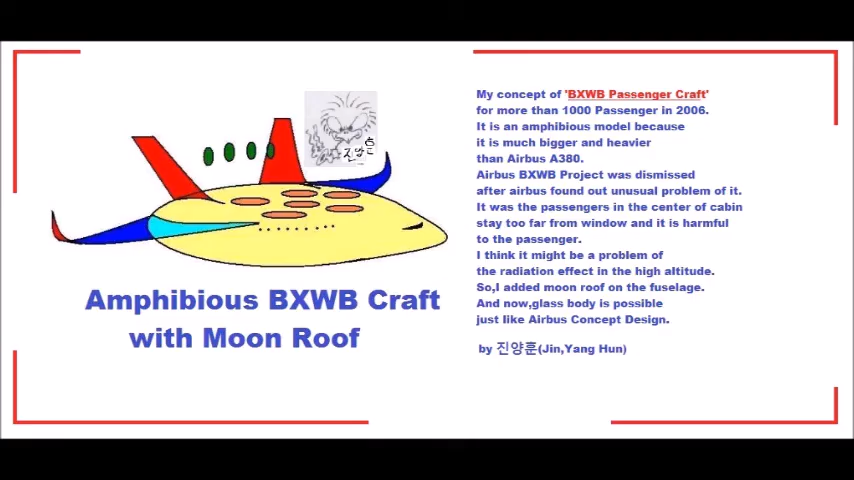 진양훈
Amphibious BXWB Craft
with Moon Roof
My concept of 'BXWB Passenger Craft'
for more than 1000 Passenger in 2006.
It is an amphibious model because
it is much bigger and heavier
than Airbus A380.
Airbus BXWB Project was dismissed
after airbus found out unusual problem of it.
It was the passengers in the center of cabin
stay too far from window and it is harmful
to the passenger.
I think it might be a problem of
the radiation effect in the high altitude.
So,I added moon roof on the fuselage.
And now,glass body is possible
just like Airbus Concept Design.
by 진양훈(Jin,Yang Hun)